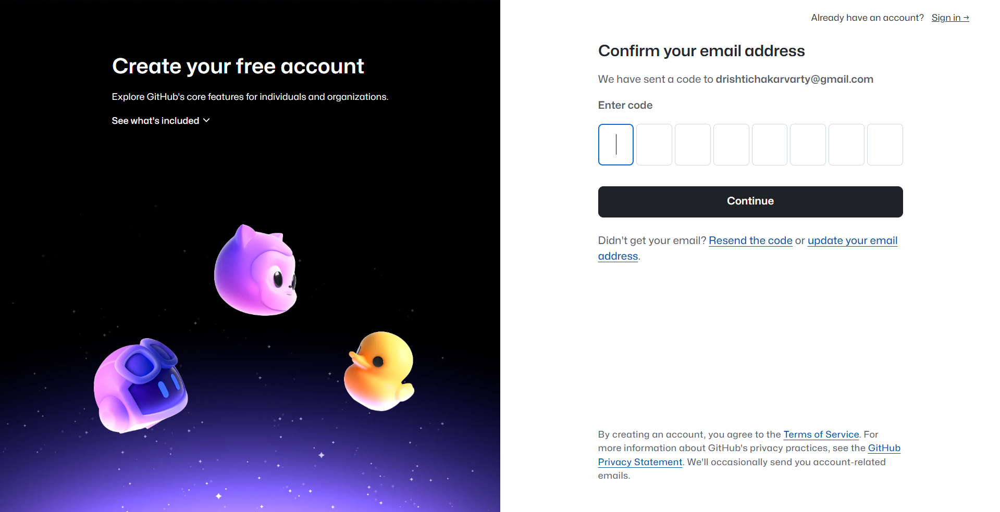 Create your free account
Explore GitHub's core features for individuals and organizations.
See what's included
Already have an account? Sign in →
Confirm your email address
We have sent a code to drishtichakarvarty@gmail.com
Enter code
Continue
Didn't get your email? Resend the code or update your email
address.
By creating an account, you agree to the Terms of Service. For
more information about GitHub's privacy practices, see the GitHub
Privacy Statement. We'll occasionally send you account-related
emails.